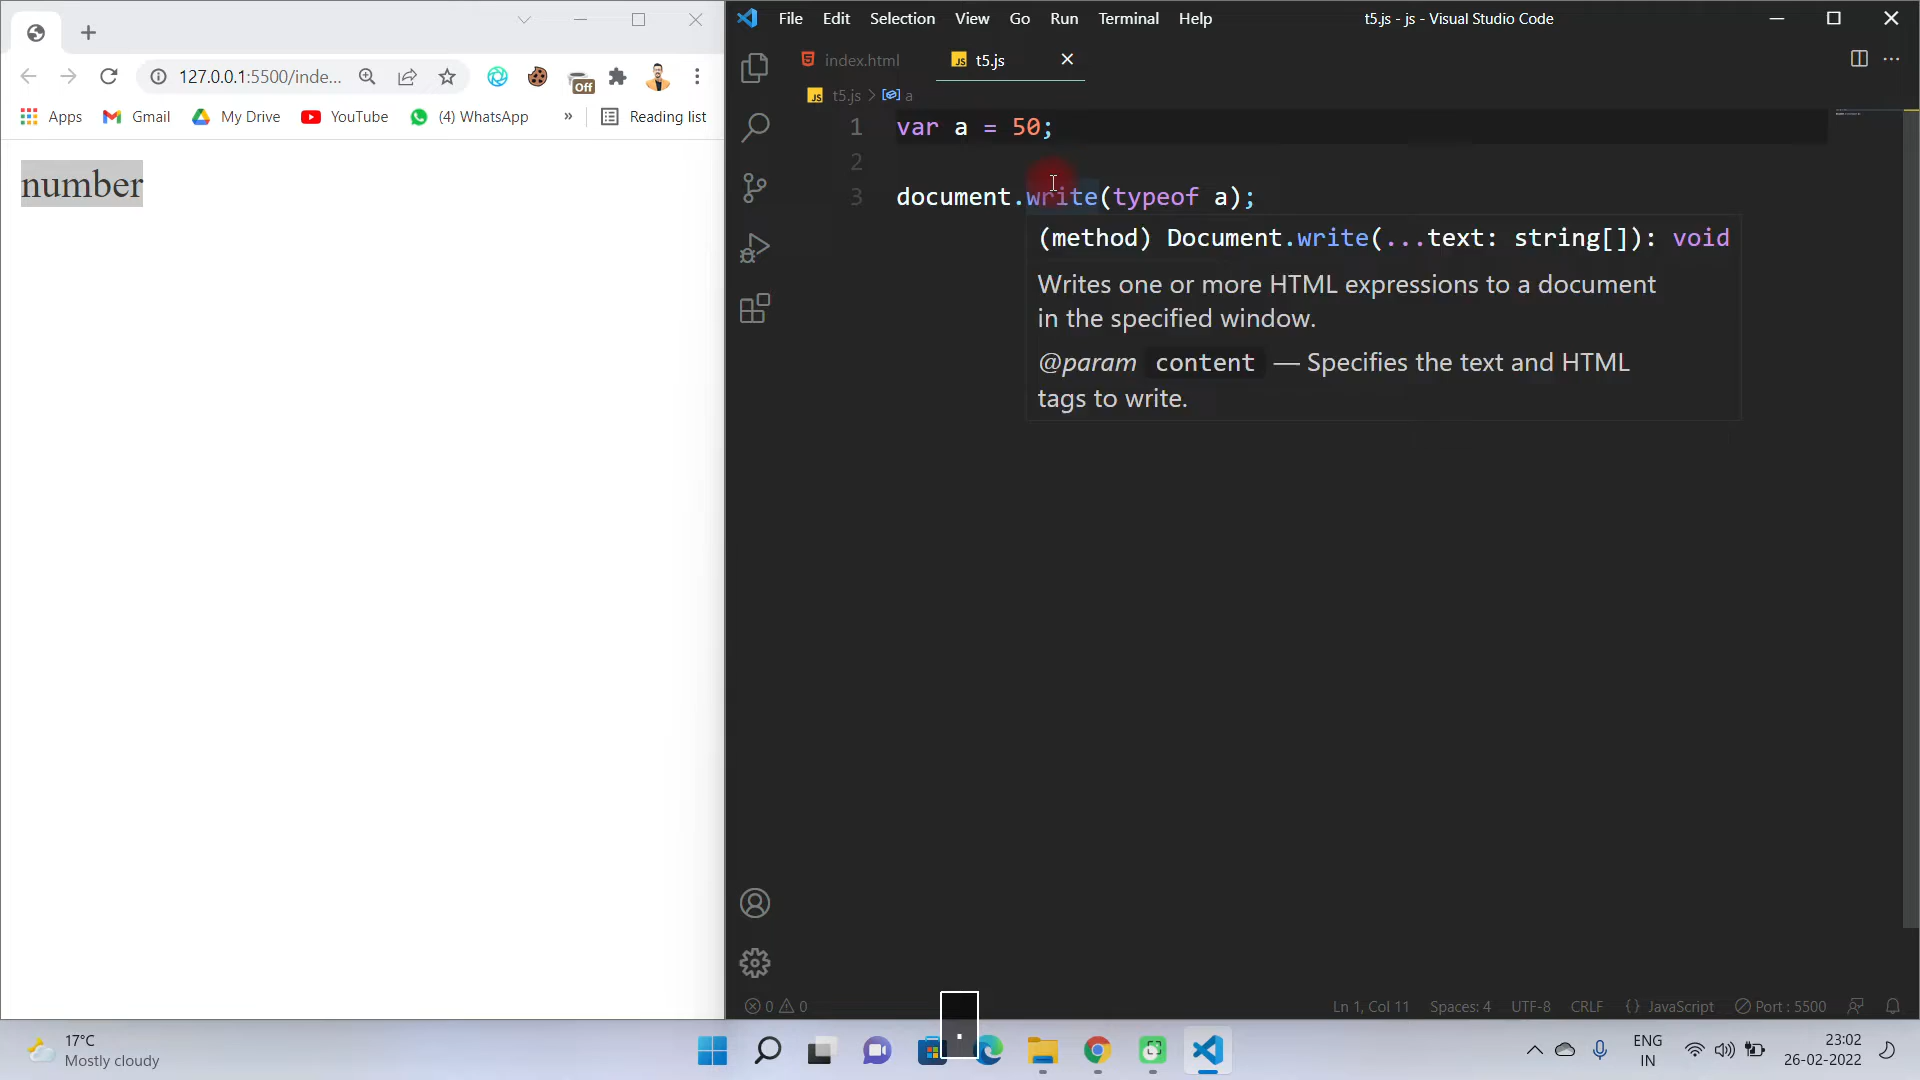 127.0.0.1:5500/inde...
Off
Apps
Gmail
My Drive
YouTube
(4) WhatsApp
»
Reading list
number
File Edit Selection View Go Run Terminal Help
t5.js - js - Visual Studio Code
index.html
JS t5.js
JS t5.js > a
1 var a = 50;
2
3 document.write(typeof a);
(method) Document.write(...text: string[]): void
Writes one or more HTML expressions to a document
in the specified window.
@param content — Specifies the text and HTML
tags to write.
0 0
Ln 1, Col 11 Spaces: 4 UTF-8 CRLF {} JavaScript Port : 5500
.
17°C
Mostly cloudy
ENG
IN
23:02
26-02-2022